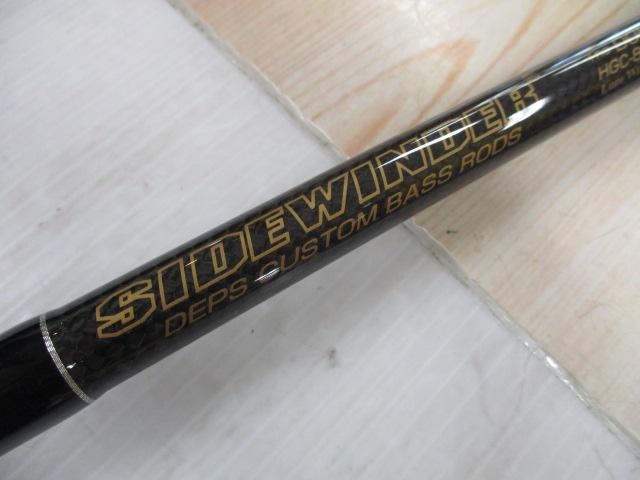 SIDEWINDER
DEPS CUSTOM BASS RODS